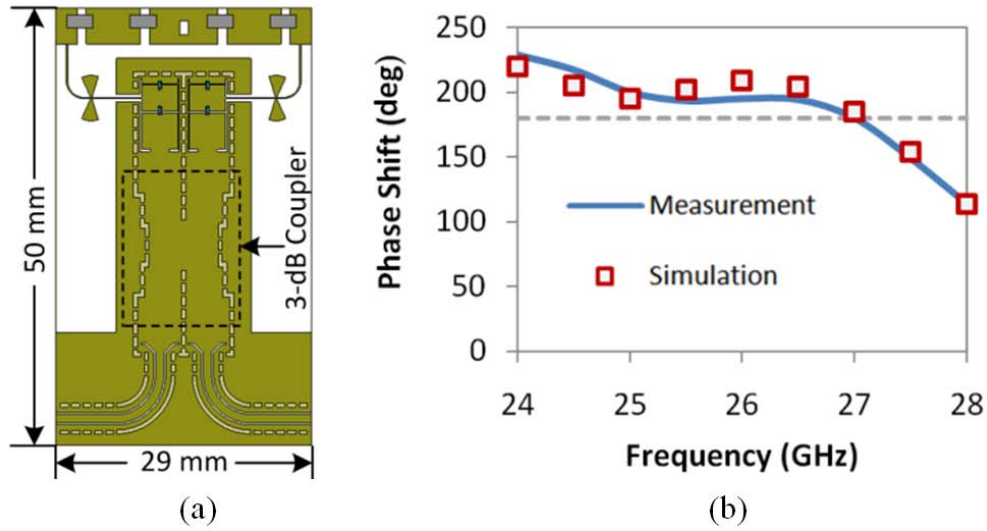 50 mm
3-dB Coupler
29 mm
(a)
250
200
150
100
50
0
24 25 26 27 28
Phase Shift (deg)
Frequency (GHz)
Measurement
Simulation
(b)